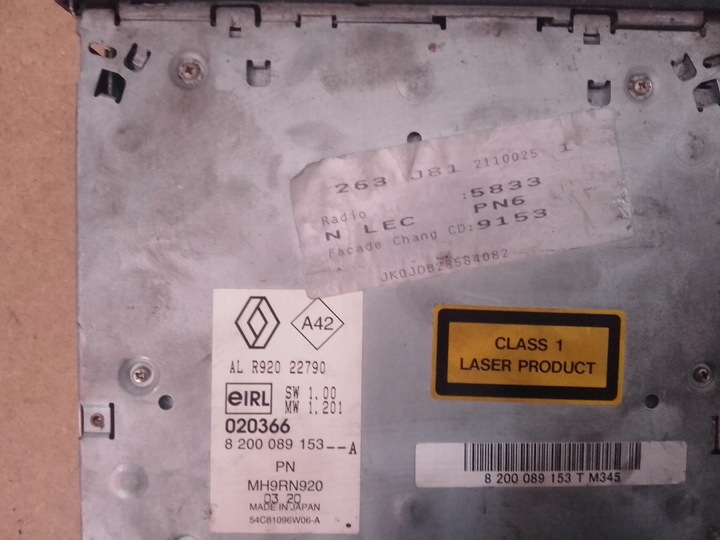 263 J81 2110025 1
Radio :5833
N LEC PN6
Facade Chang CD:9153
JK0JDB28584082
A42
AL R920 22790
eIRL SW 1.00
MW 1.201
020366
8 200 089 153--A
PN
MH9RN920
03 20
MADE IN JAPAN
54C81096W06-A
CLASS 1
LASER PRODUCT
8 200 089 153 T M345